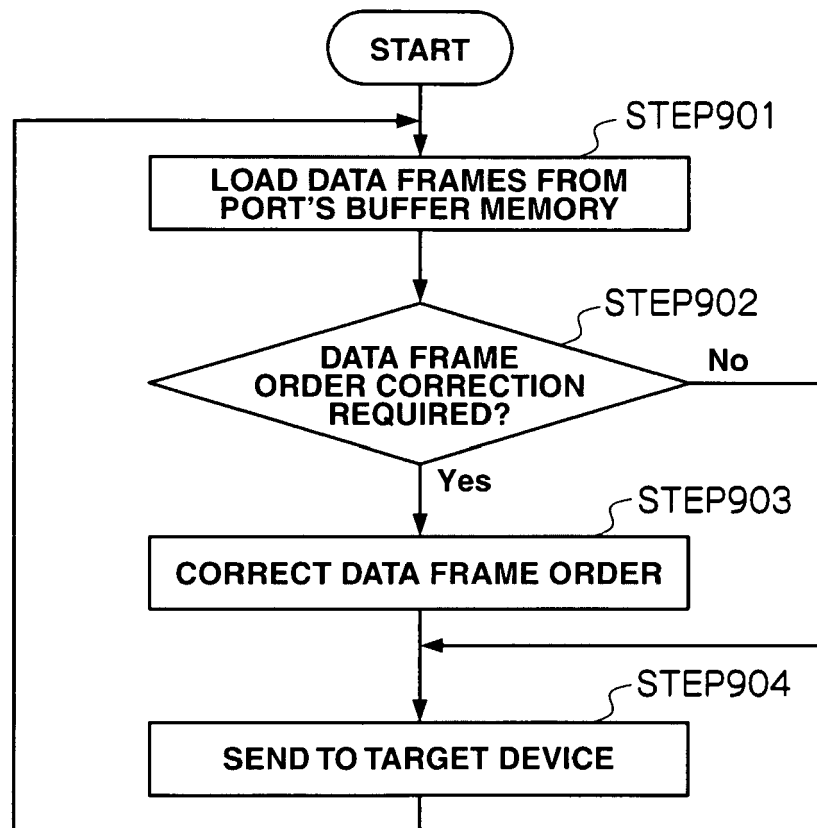 START
STEP901
LOAD DATA FRAMES FROM
PORT'S BUFFER MEMORY
STEP902
DATA FRAME
ORDER CORRECTION
REQUIRED?
No
Yes
STEP903
CORRECT DATA FRAME ORDER
STEP904
SEND TO TARGET DEVICE